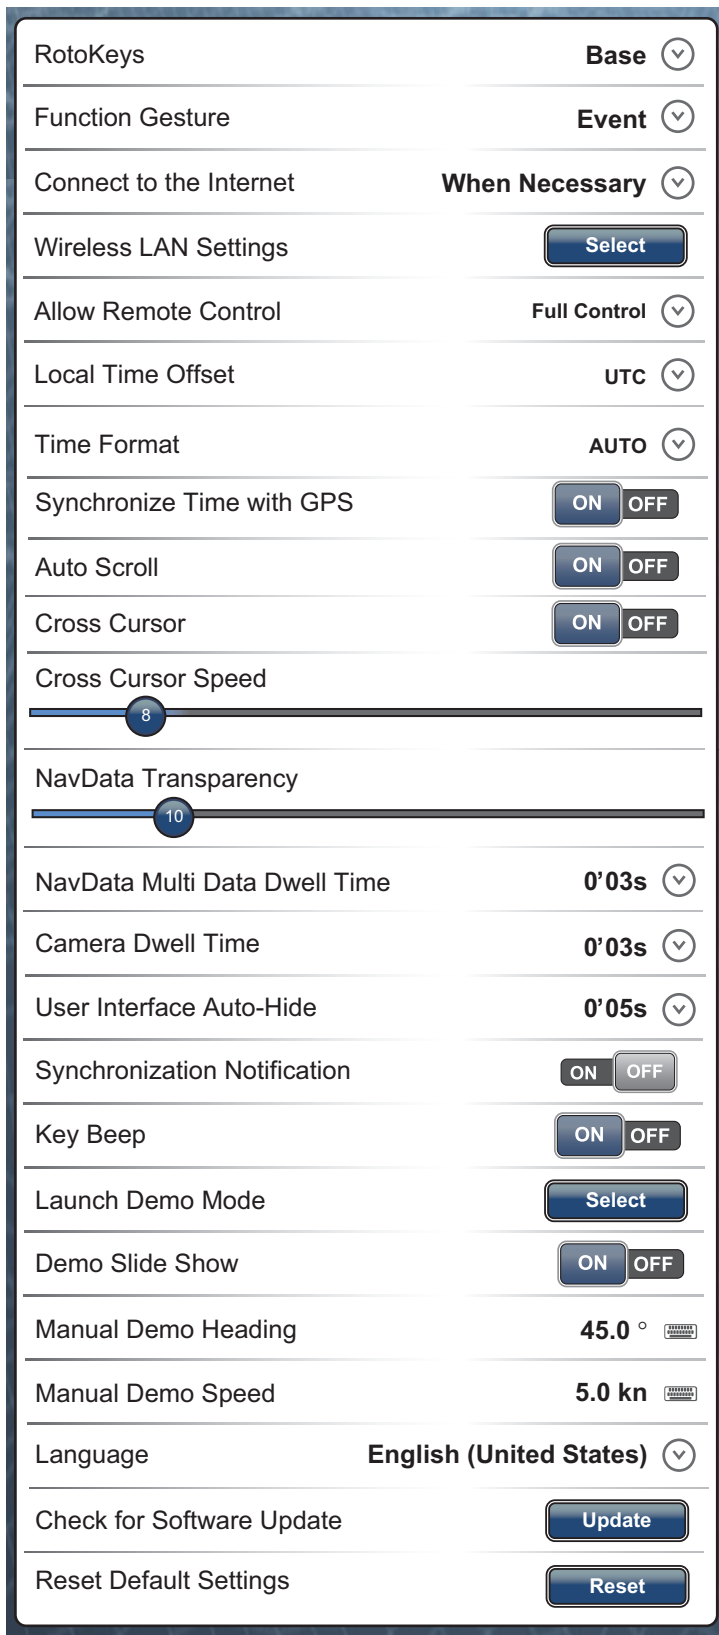 RotoKeys Base
Function Gesture Event
Connect to the Internet When Necessary
Wireless LAN Settings Select
Allow Remote Control Full Control
Local Time Offset UTC
Time Format AUTO
Synchronize Time with GPS ON OFF
Auto Scroll ON OFF
Cross Cursor ON OFF
Cross Cursor Speed
8
NavData Transparency
10
NavData Multi Data Dwell Time 0'03s
Camera Dwell Time 0'03s
User Interface Auto-Hide 0'05s
Synchronization Notification ON OFF
Key Beep ON OFF
Launch Demo Mode Select
Demo Slide Show ON OFF
Manual Demo Heading 45.0 °
Manual Demo Speed 5.0 kn
Language English (United States)
Check for Software Update Update
Reset Default Settings Reset